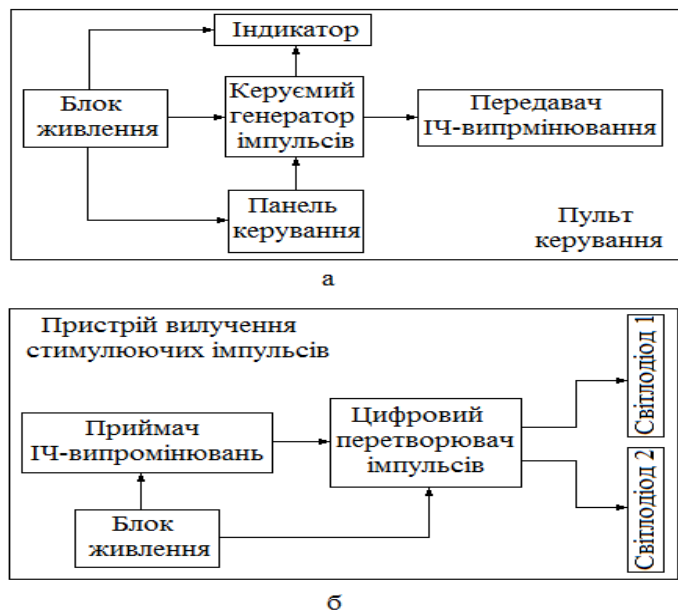 Індикатор
Блок
живлення
Керуємий
генератор
імпульсів
Передавач
ІЧ-випрмінювання
Панель
керування
Пульт
керування
а
Пристрій вилучення
стимулюючих імпульсів
Приймач
ІЧ-випромінювань
Цифровий
перетворювач
імпульсів
Світлодіод 1
Світлодіод 2
Блок
живлення
б